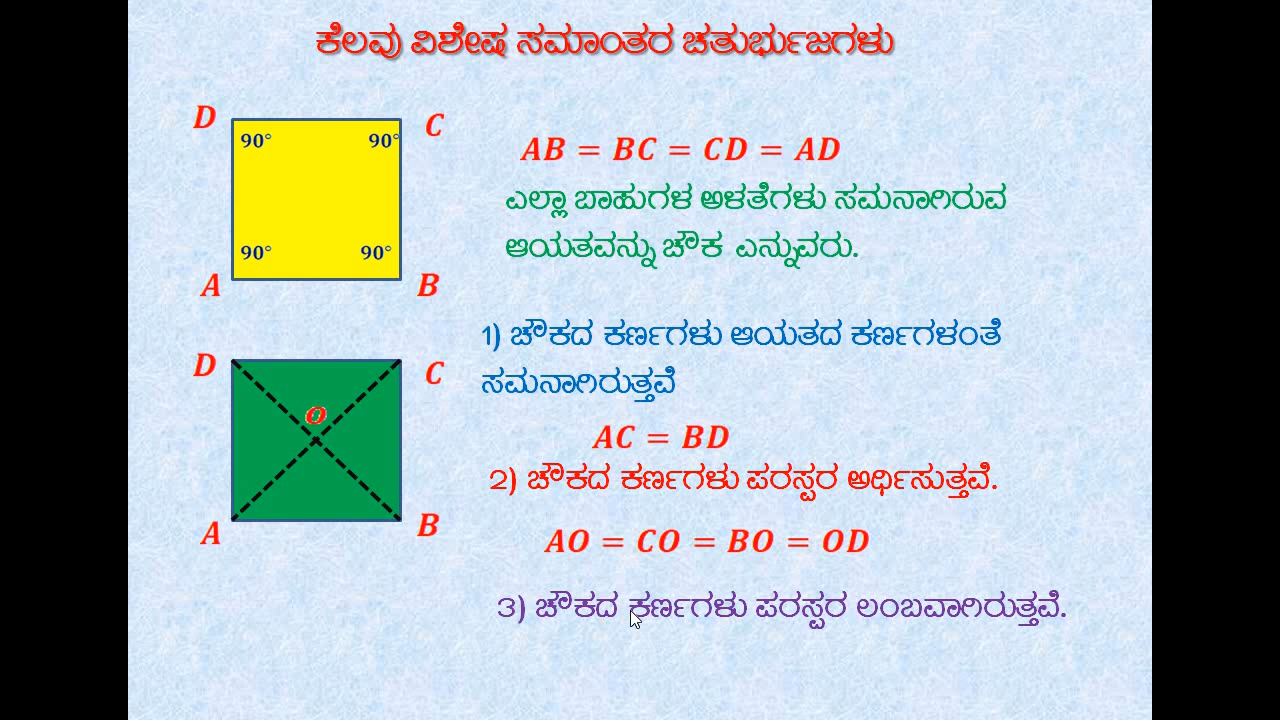 ಕೆಲವು ವಿಶೇಷ ಸಮಾಂತರ ಚತುರ್ಭುಜಗಳು
D
C
90°
90°
90°
90°
A
B
AB = BC = CD = AD
ಎಲ್ಲಾ ಬಾಹುಗಳ ಅಳತೆಗಳು ಸಮನಾಗಿರುವ
ಆಯತವನ್ನು ಚೌಕ ಎನ್ನುವರು.
D
C
O
A
B
1) ಚೌಕದ ಕರ್ಣಗಳು ಆಯತದ ಕರ್ಣಗಳಂತೆ
ಸಮನಾಗಿರುತ್ತವೆ
AC = BD
2) ಚೌಕದ ಕರ್ಣಗಳು ಪರಸ್ಪರ ಅರ್ಧಿಸುತ್ತವೆ.
AO = CO = BO = OD
3) ಚೌಕದ ಕರ್ಣಗಳು ಪರಸ್ಪರ ಲಂಬವಾಗಿರುತ್ತವೆ.